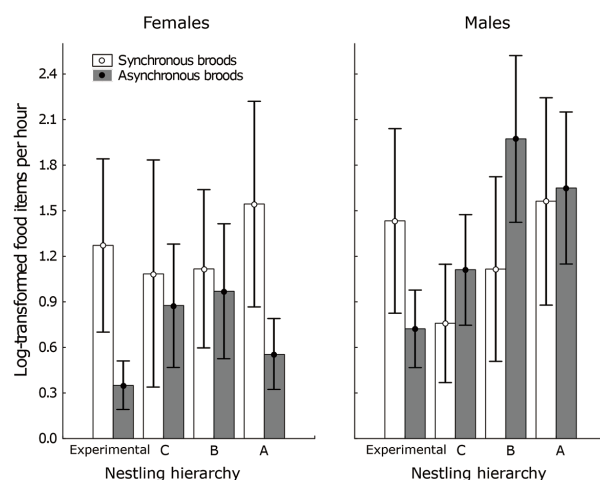 Females
Males
Log-transformed food items per hour
Synchronous broods
Asynchronous broods
2.4
2.1
1.8
1.5
1.2
0.9
0.6
0.3
0.0
Experimental C B A
Experimental C B A
Nestling hierarchy
Nestling hierarchy